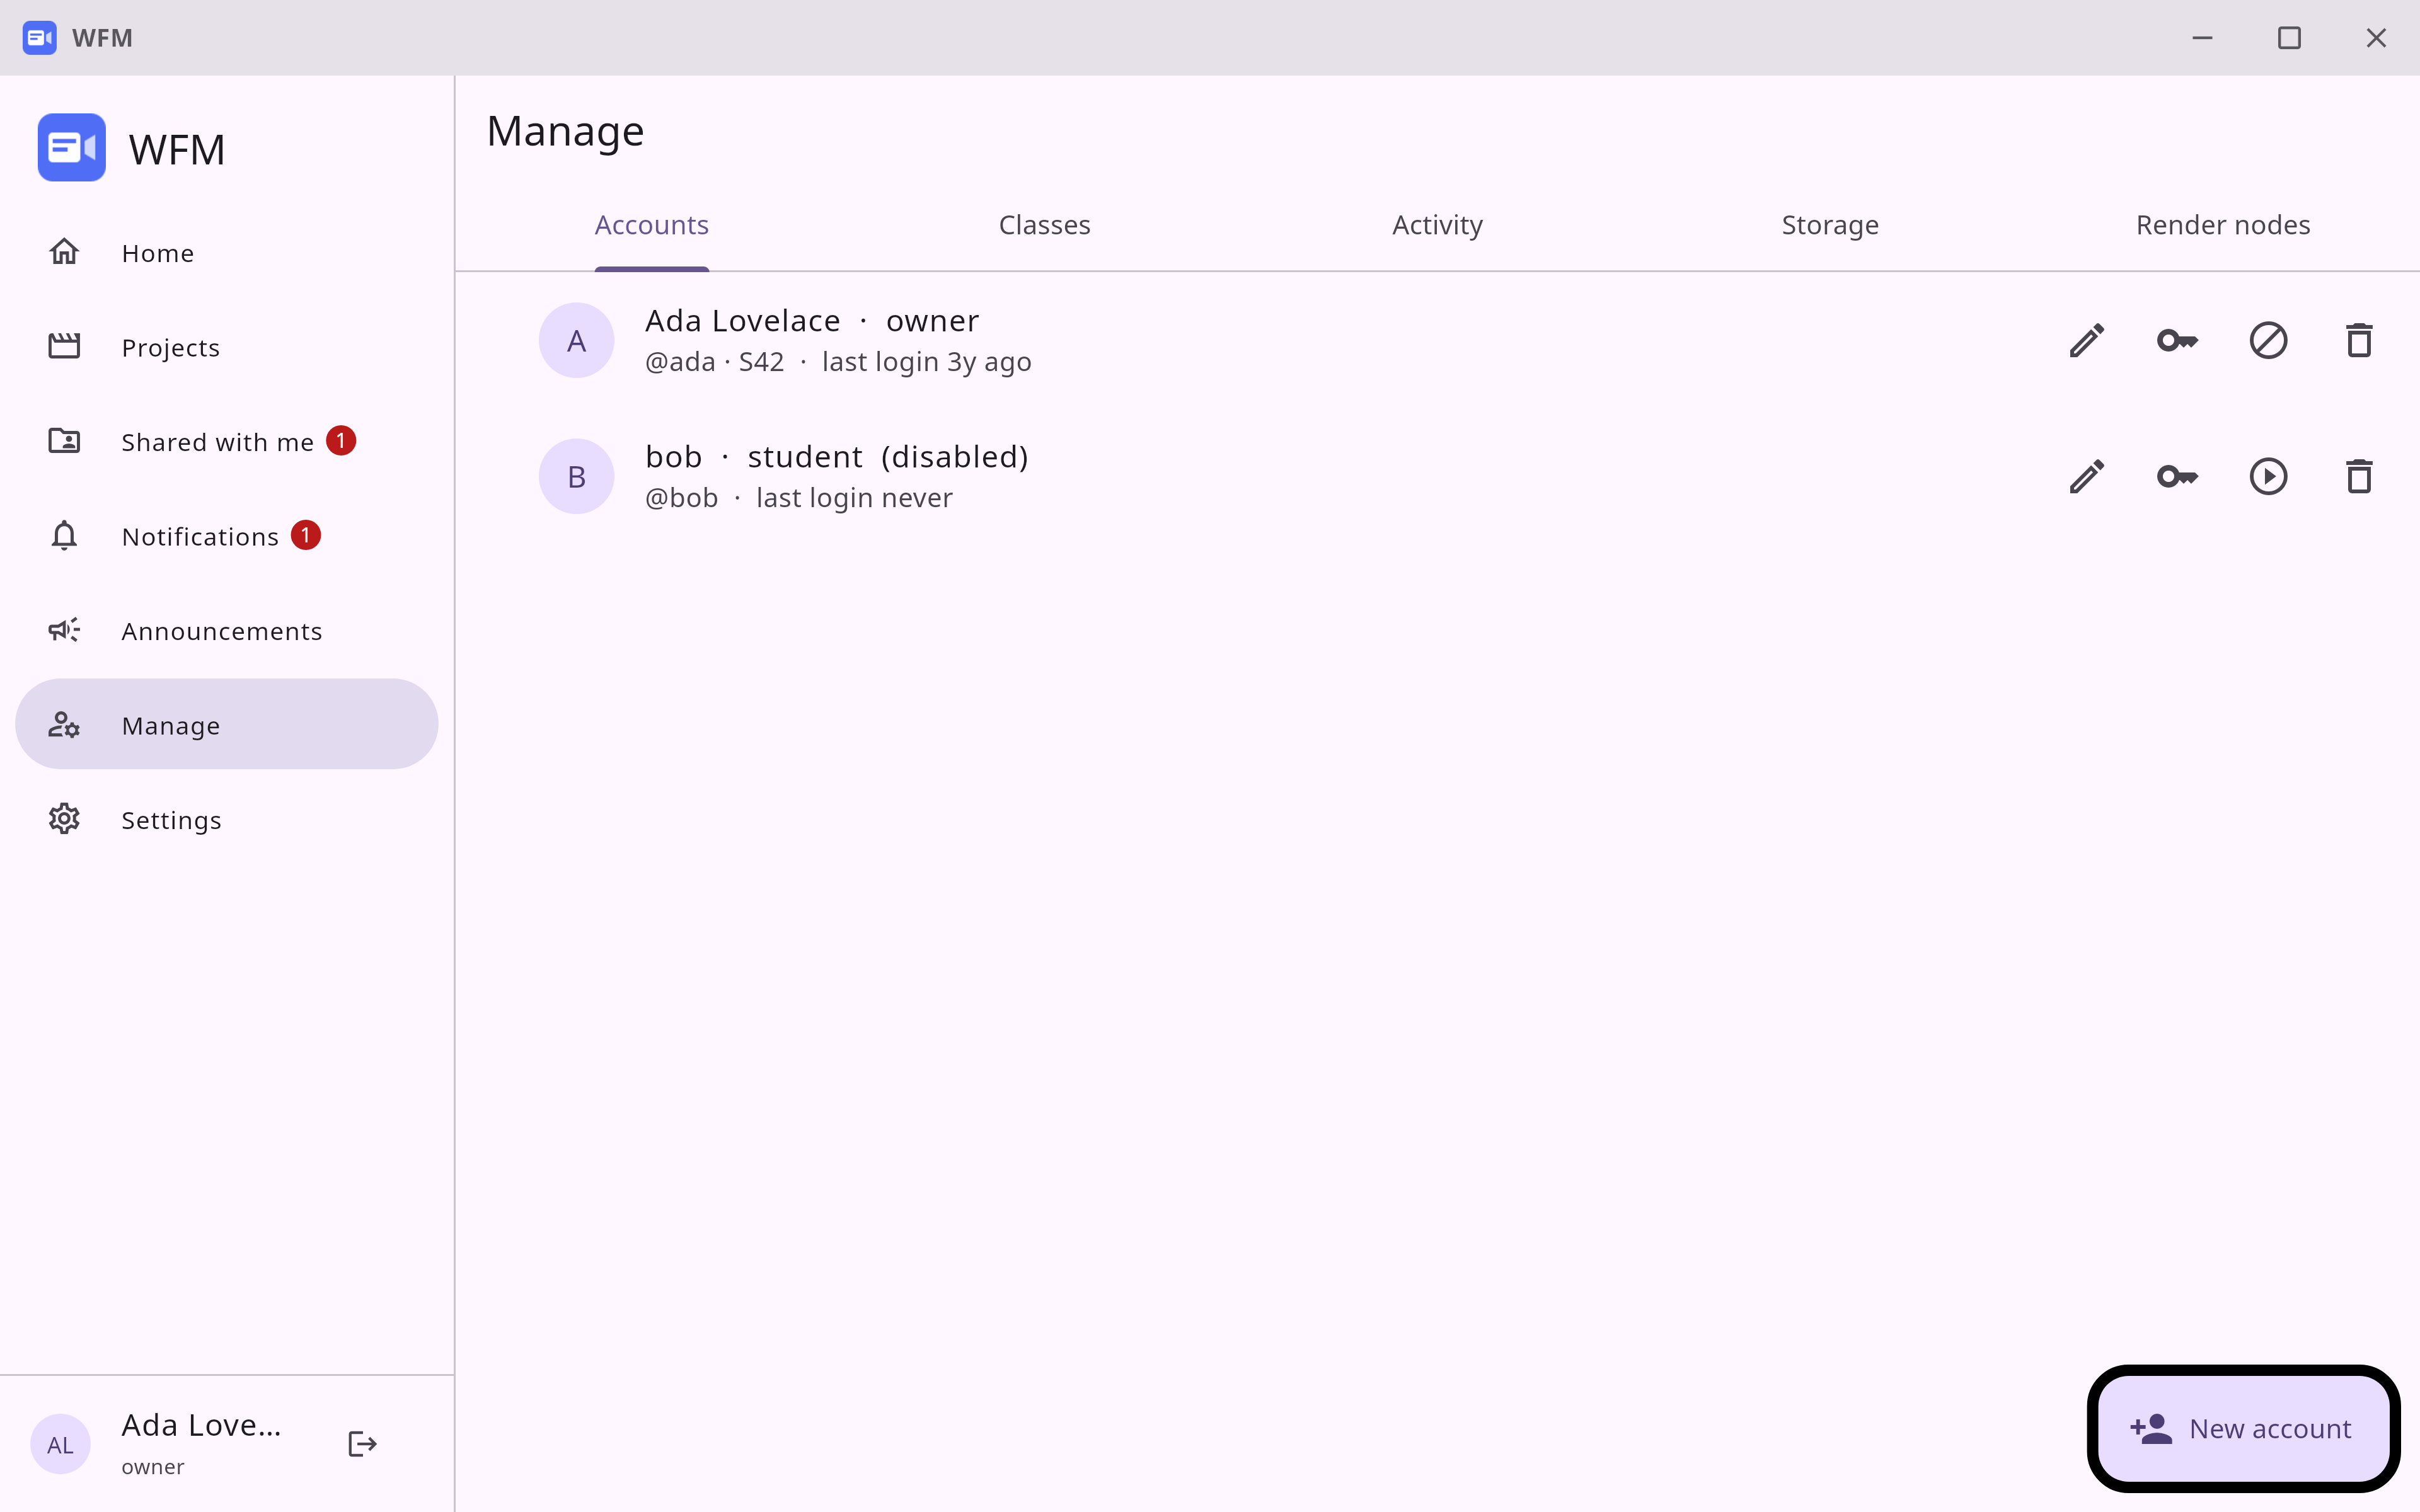 WFM
WFM
Home
Projects
Shared with me 1
Notifications 1
Announcements
Manage
Settings
AL
Ada Love...
owner
Manage
Accounts
Classes
Activity
Storage
Render nodes
A
Ada Lovelace · owner
@ada · S42 · last login 3y ago
B
bob · student (disabled)
@bob · last login never
New account